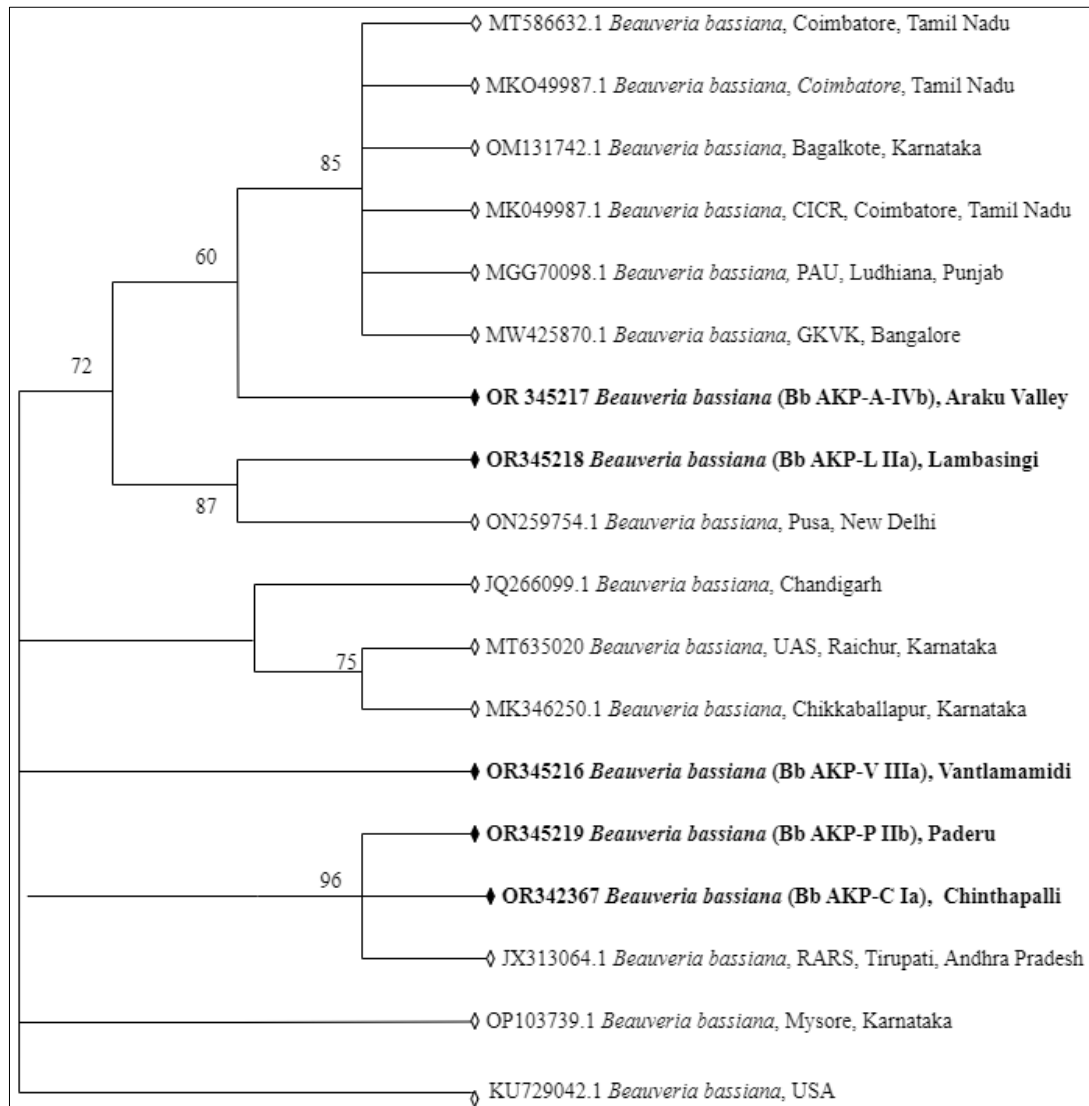 MT586632.1 Beauveria bassiana, Coimbatore, Tamil Nadu
MKO49987.1 Beauveria bassiana, Coimbatore, Tamil Nadu
OM131742.1 Beauveria bassiana, Bagalkote, Karnataka
85
MK049987.1 Beauveria bassiana, CICR, Coimbatore, Tamil Nadu
60
MGG70098.1 Beauveria bassiana, PAU, Ludhiana, Punjab
MW425870.1 Beauveria bassiana, GKVK, Bangalore
72
OR 345217 Beauveria bassiana (Bb AKP-A-IVb), Araku Valley
OR345218 Beauveria bassiana (Bb AKP-L IIa), Lambasingi
87
ON259754.1 Beauveria bassiana, Pusa, New Delhi
JQ266099.1 Beauveria bassiana, Chandigarh
MT635020 Beauveria bassiana, UAS, Raichur, Karnataka
75
MK346250.1 Beauveria bassiana, Chikkaballapur, Karnataka
OR345216 Beauveria bassiana (Bb AKP-V IIIa), Vantlamamidi
OR345219 Beauveria bassiana (Bb AKP-P IIb), Paderu
96
OR342367 Beauveria bassiana (Bb AKP-C Ia), Chinthapalli
JX313064.1 Beauveria bassiana, RARS, Tirupati, Andhra Pradesh
OP103739.1 Beauveria bassiana, Mysore, Karnataka
KU729042.1 Beauveria bassiana, USA